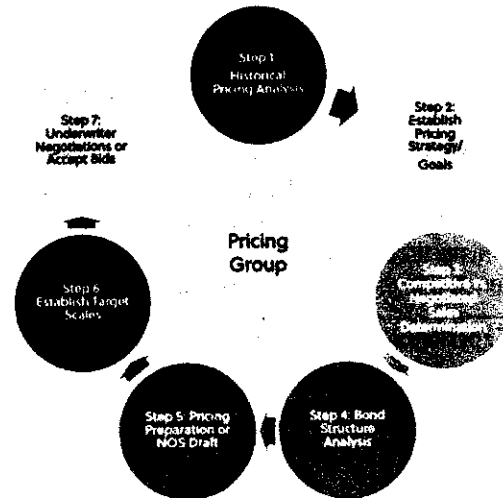 Step 1
Historical
Pricing Analysis
Step 2:
Establish
Pricing
Strategy/
Goals
Step 3:
Competitive vs.
Negotiated
Sales
Determination
Step 4: Bond
Structure
Analysis
Step 5: Pricing
Preparation or
NOS Draft
Step 6
Establish Target
Scales
Step 7:
Underwriter
Negotiations or
Accept Bids
Pricing
Group